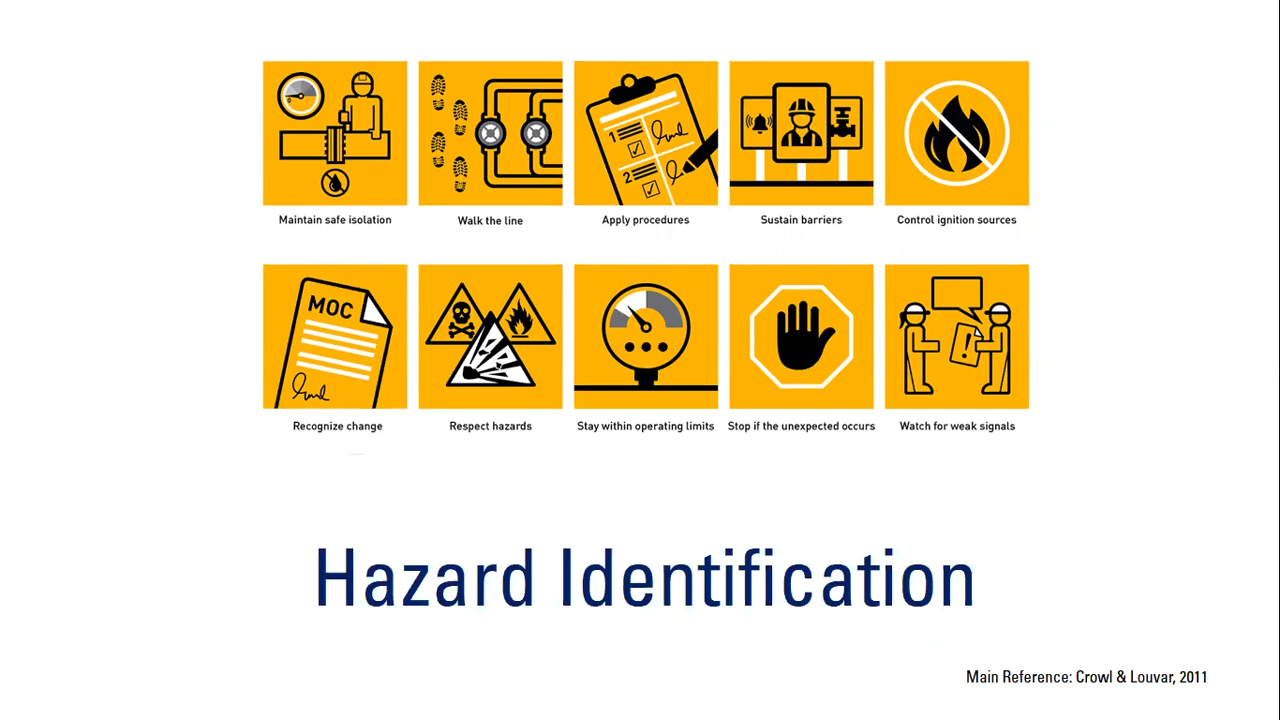 1
2
Maintain safe isolation
Walk the line
Apply procedures
Sustain barriers
Control ignition sources
MOC
!
Recognize change
Respect hazards
Stay within operating limits
Stop if the unexpected occurs
Watch for weak signals
Hazard Identification
Main Reference: Crowl & Louvar, 2011